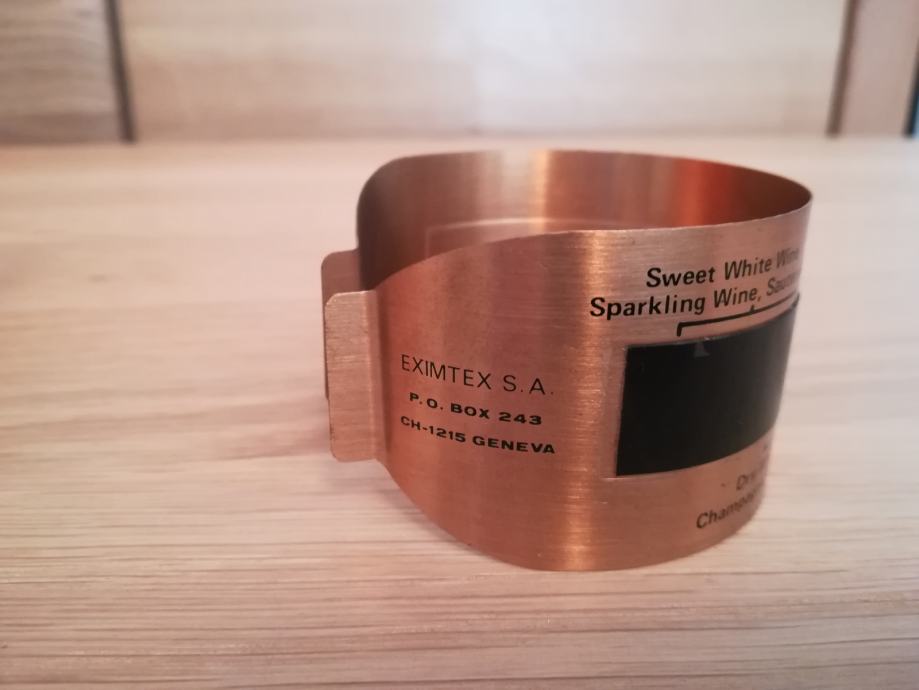 Sweet White Wine
Sparkling Wine,
EXIMTEX S.A.
P.O. BOX 243
CH-1215 GENEVA